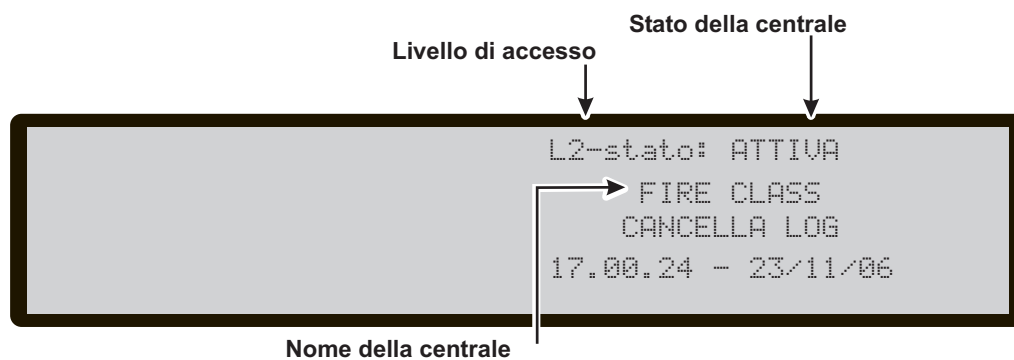 Stato della centrale
Livello di accesso
L2-stato: ATTIVA
FIRE CLASS
CANCELLA LOG
17.00.24 - 23/11/06
Nome della centrale